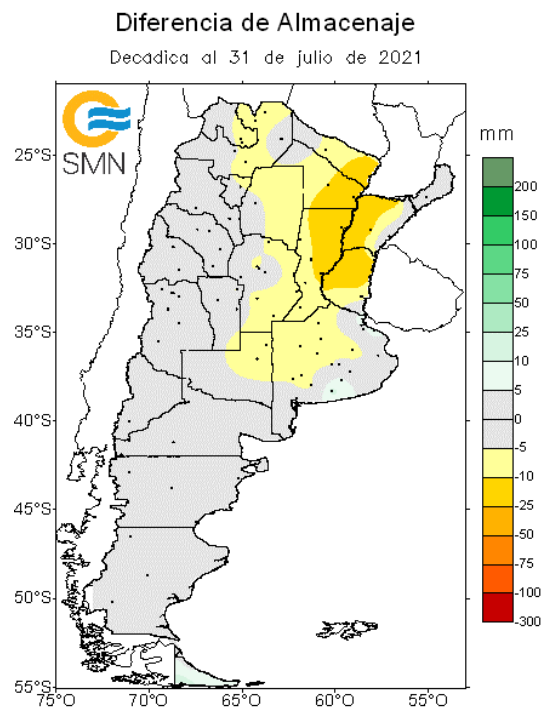 Diferencia de Almacenaje
Decadica al 31 de julio de 2021
SMN
mm
200
150
100
75
50
25
10
5
0
-5
-10
-25
-50
-75
-100
-300
25°S
30°S
35°S
40°S
45°S
50°S
55°S
75°O
70°O
65°O
60°O
55°O